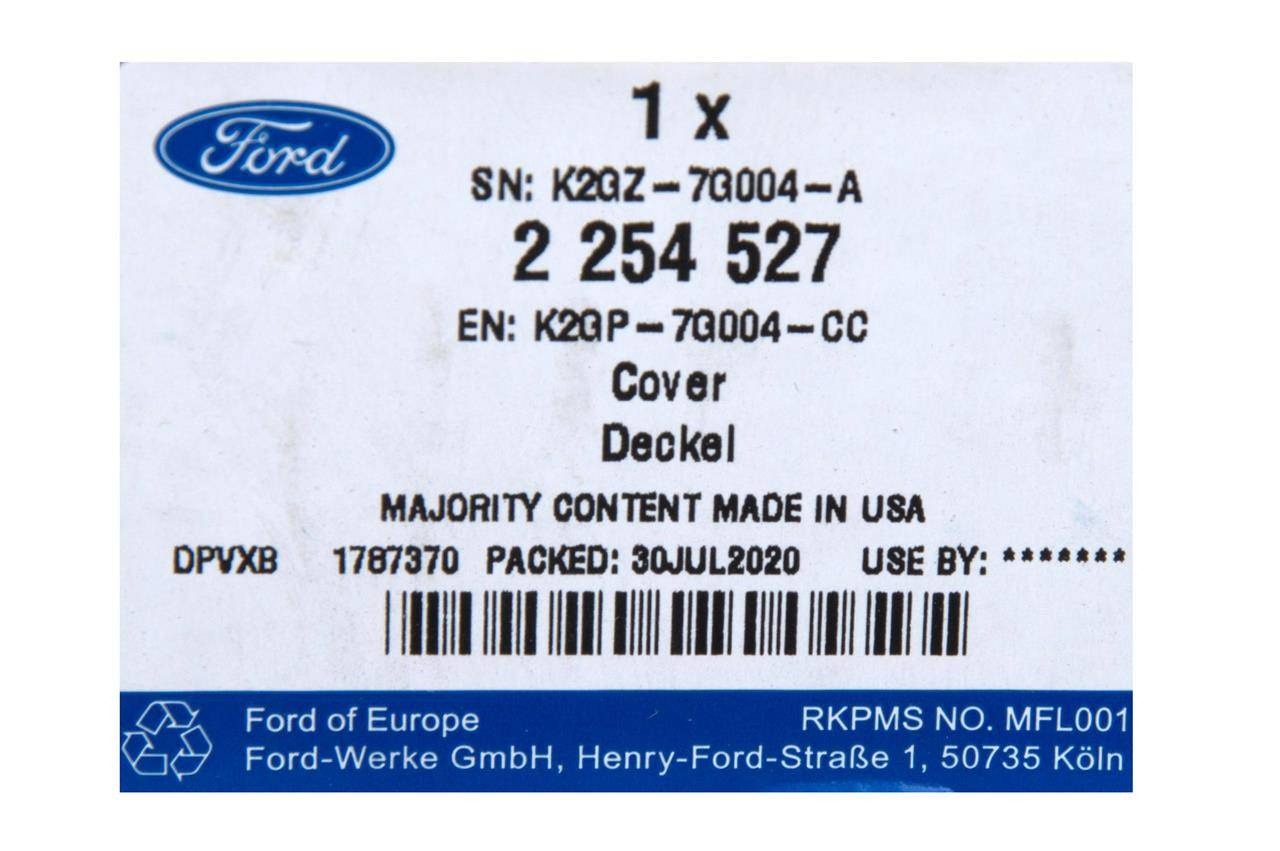 Ford
1 x
SN: K2GZ-7G004-A
2 254 527
EN: K2GP-7G004-CC
Cover
Deckel
MAJORITY CONTENT MADE IN USA
DPVXB 1787370 PACKED: 30JUL2020 USE BY: *******
Ford of Europe RKPMS NO. MFL001
Ford-Werke GmbH, Henry-Ford-Straße 1, 50735 Köln